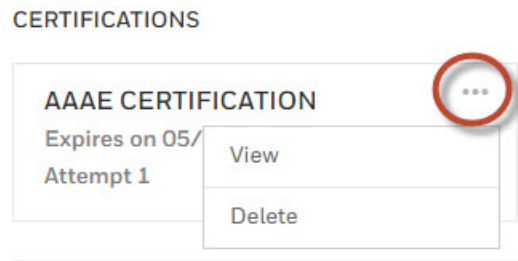 CERTIFICATIONS
AAAE CERTIFICATION
Expires on 05/
View
Attempt 1
Delete